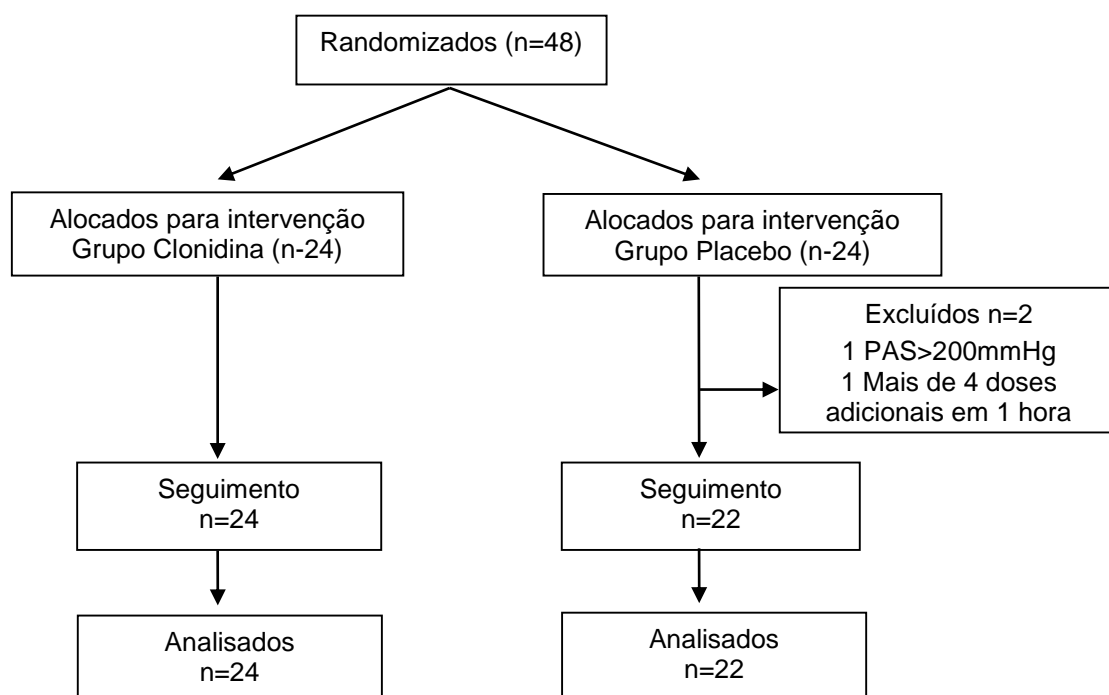 Randomizados (n=48)
Alocados para intervenção
Grupo Clonidina (n-24)
Alocados para intervenção
Grupo Placebo (n-24)
Excluídos n=2
1 PAS>200mmHg
1 Mais de 4 doses
adicionais em 1 hora
Seguimento
n=24
Seguimento
n=22
Analisados
n=24
Analisados
n=22